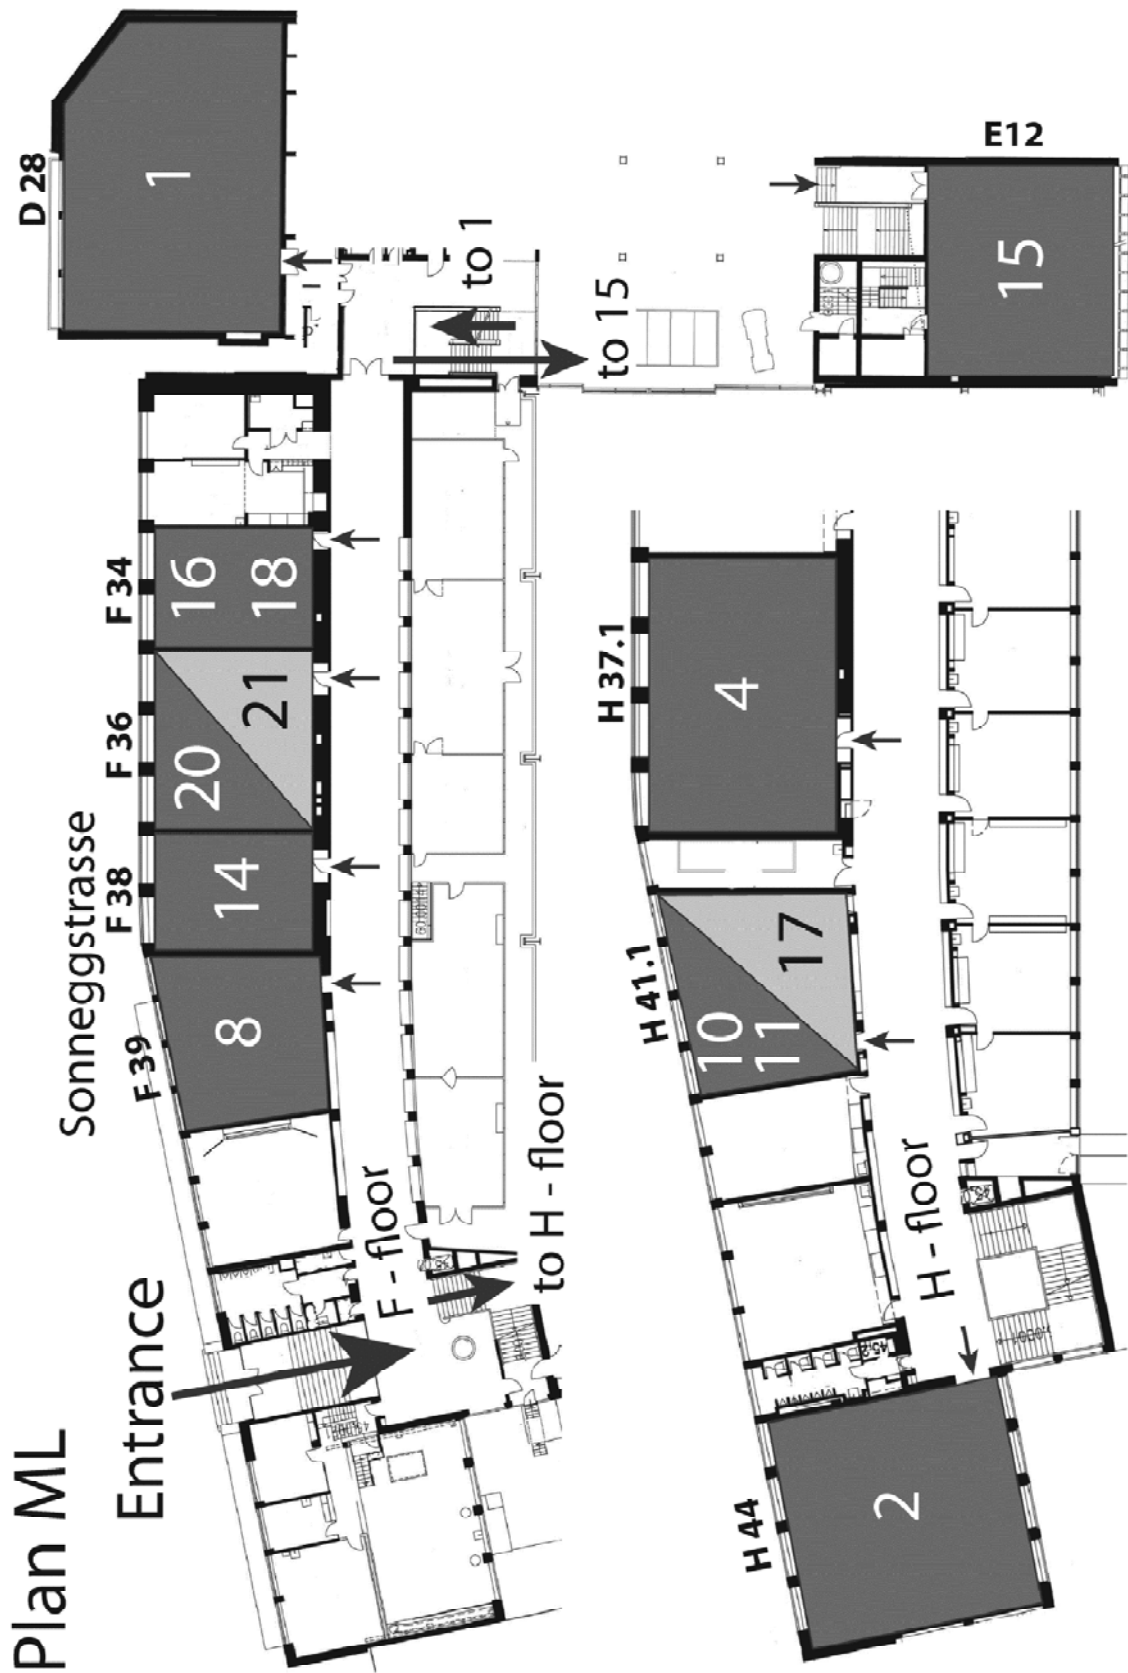 Plan ML
Entrance
Sonneggstrasse
F 39
F 38
F 36
F 34
D 28
8
14
20
21
16
18
1
F - floor
to H - floor
to 1
to 15
E12
15
H 44
H 41.1
H 37.1
2
10
11
17
4
H - floor